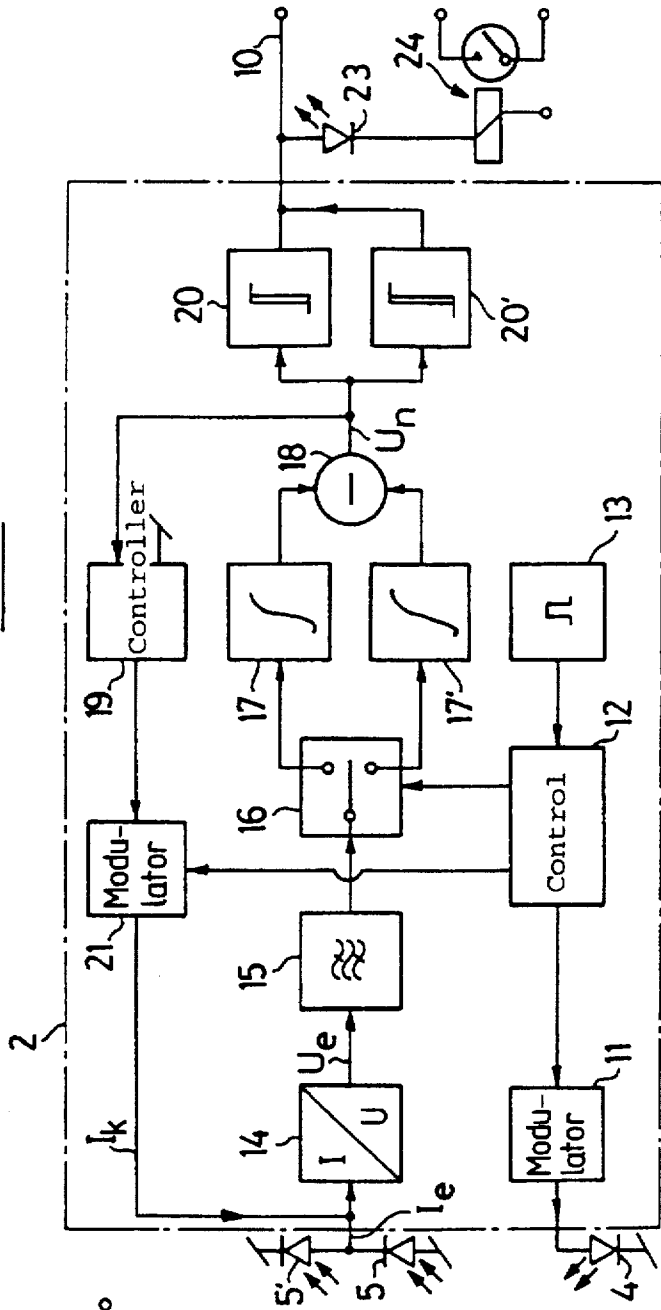 2
10
24
23
20
20'
Un
18
Controller
19
17
17'
13
16
12
Control
Modu-
lator
21
15
Ue
Ik
14
I
U
Ie
11
Modu-
lator
5'
5
4